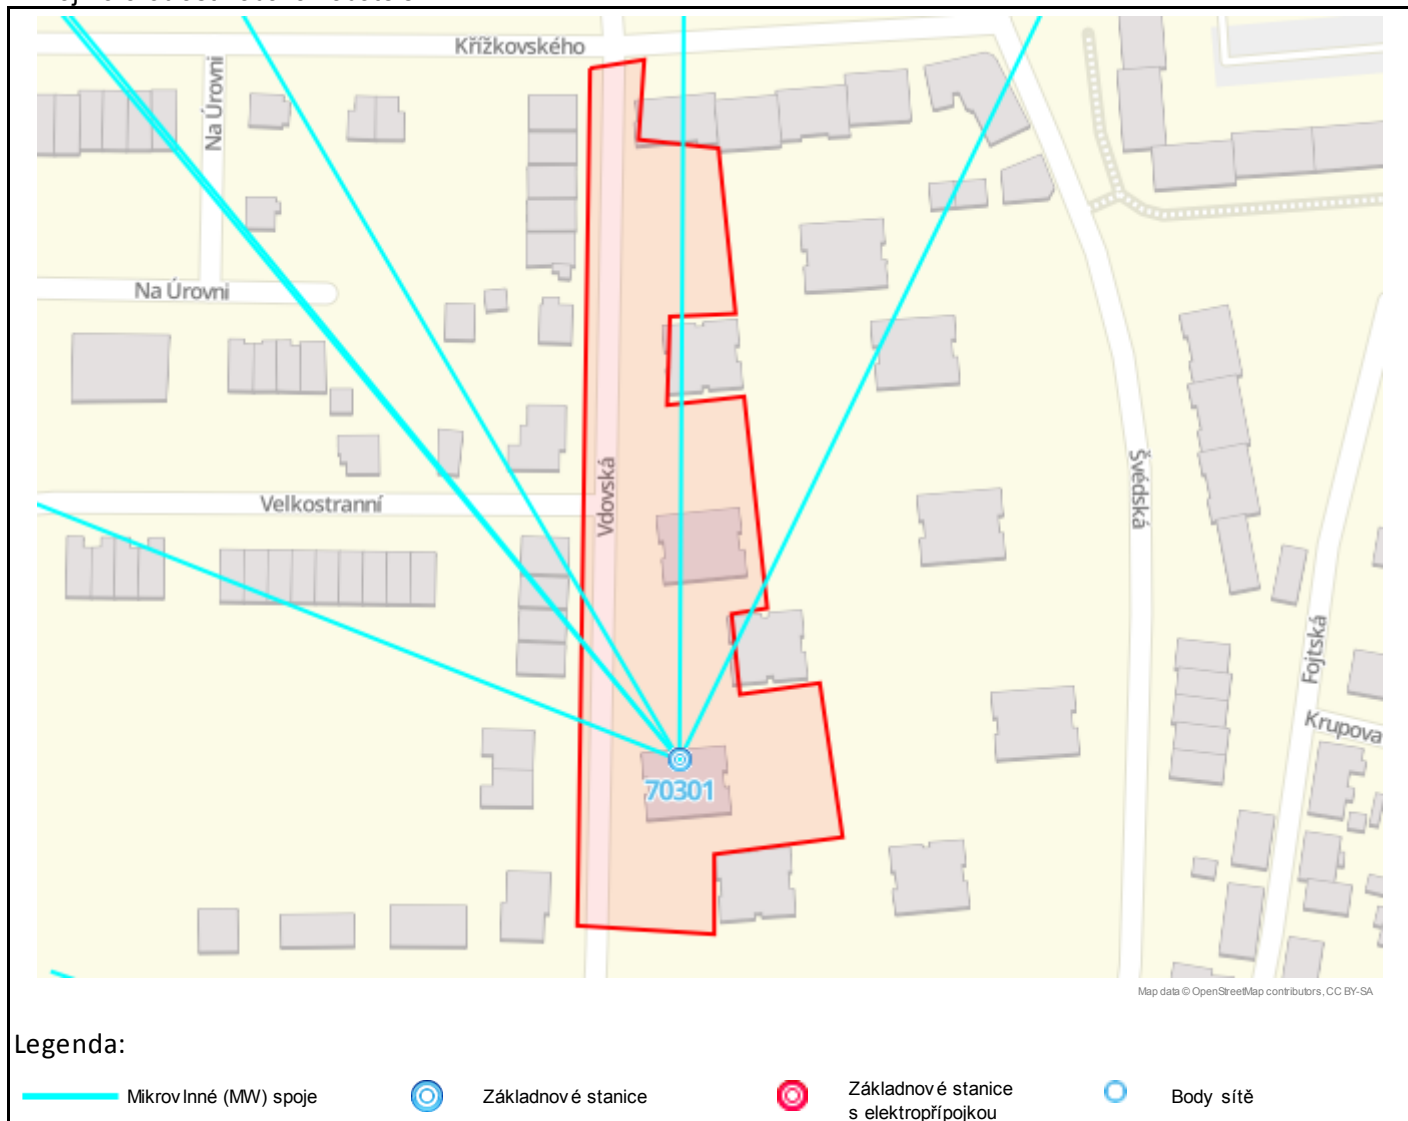 Křížkovského
Na Úrovni
Na Úrovni
Velkostranní
Vdovská
Švédská
Fojtská
Krupova
70301
Map data © OpenStreetMap contributors, CC BY-SA
Legenda:
Mikrovlnné (MW) spoje
Základnové stanice
Základnové stanice
s elektropřípojkou
Body sítě